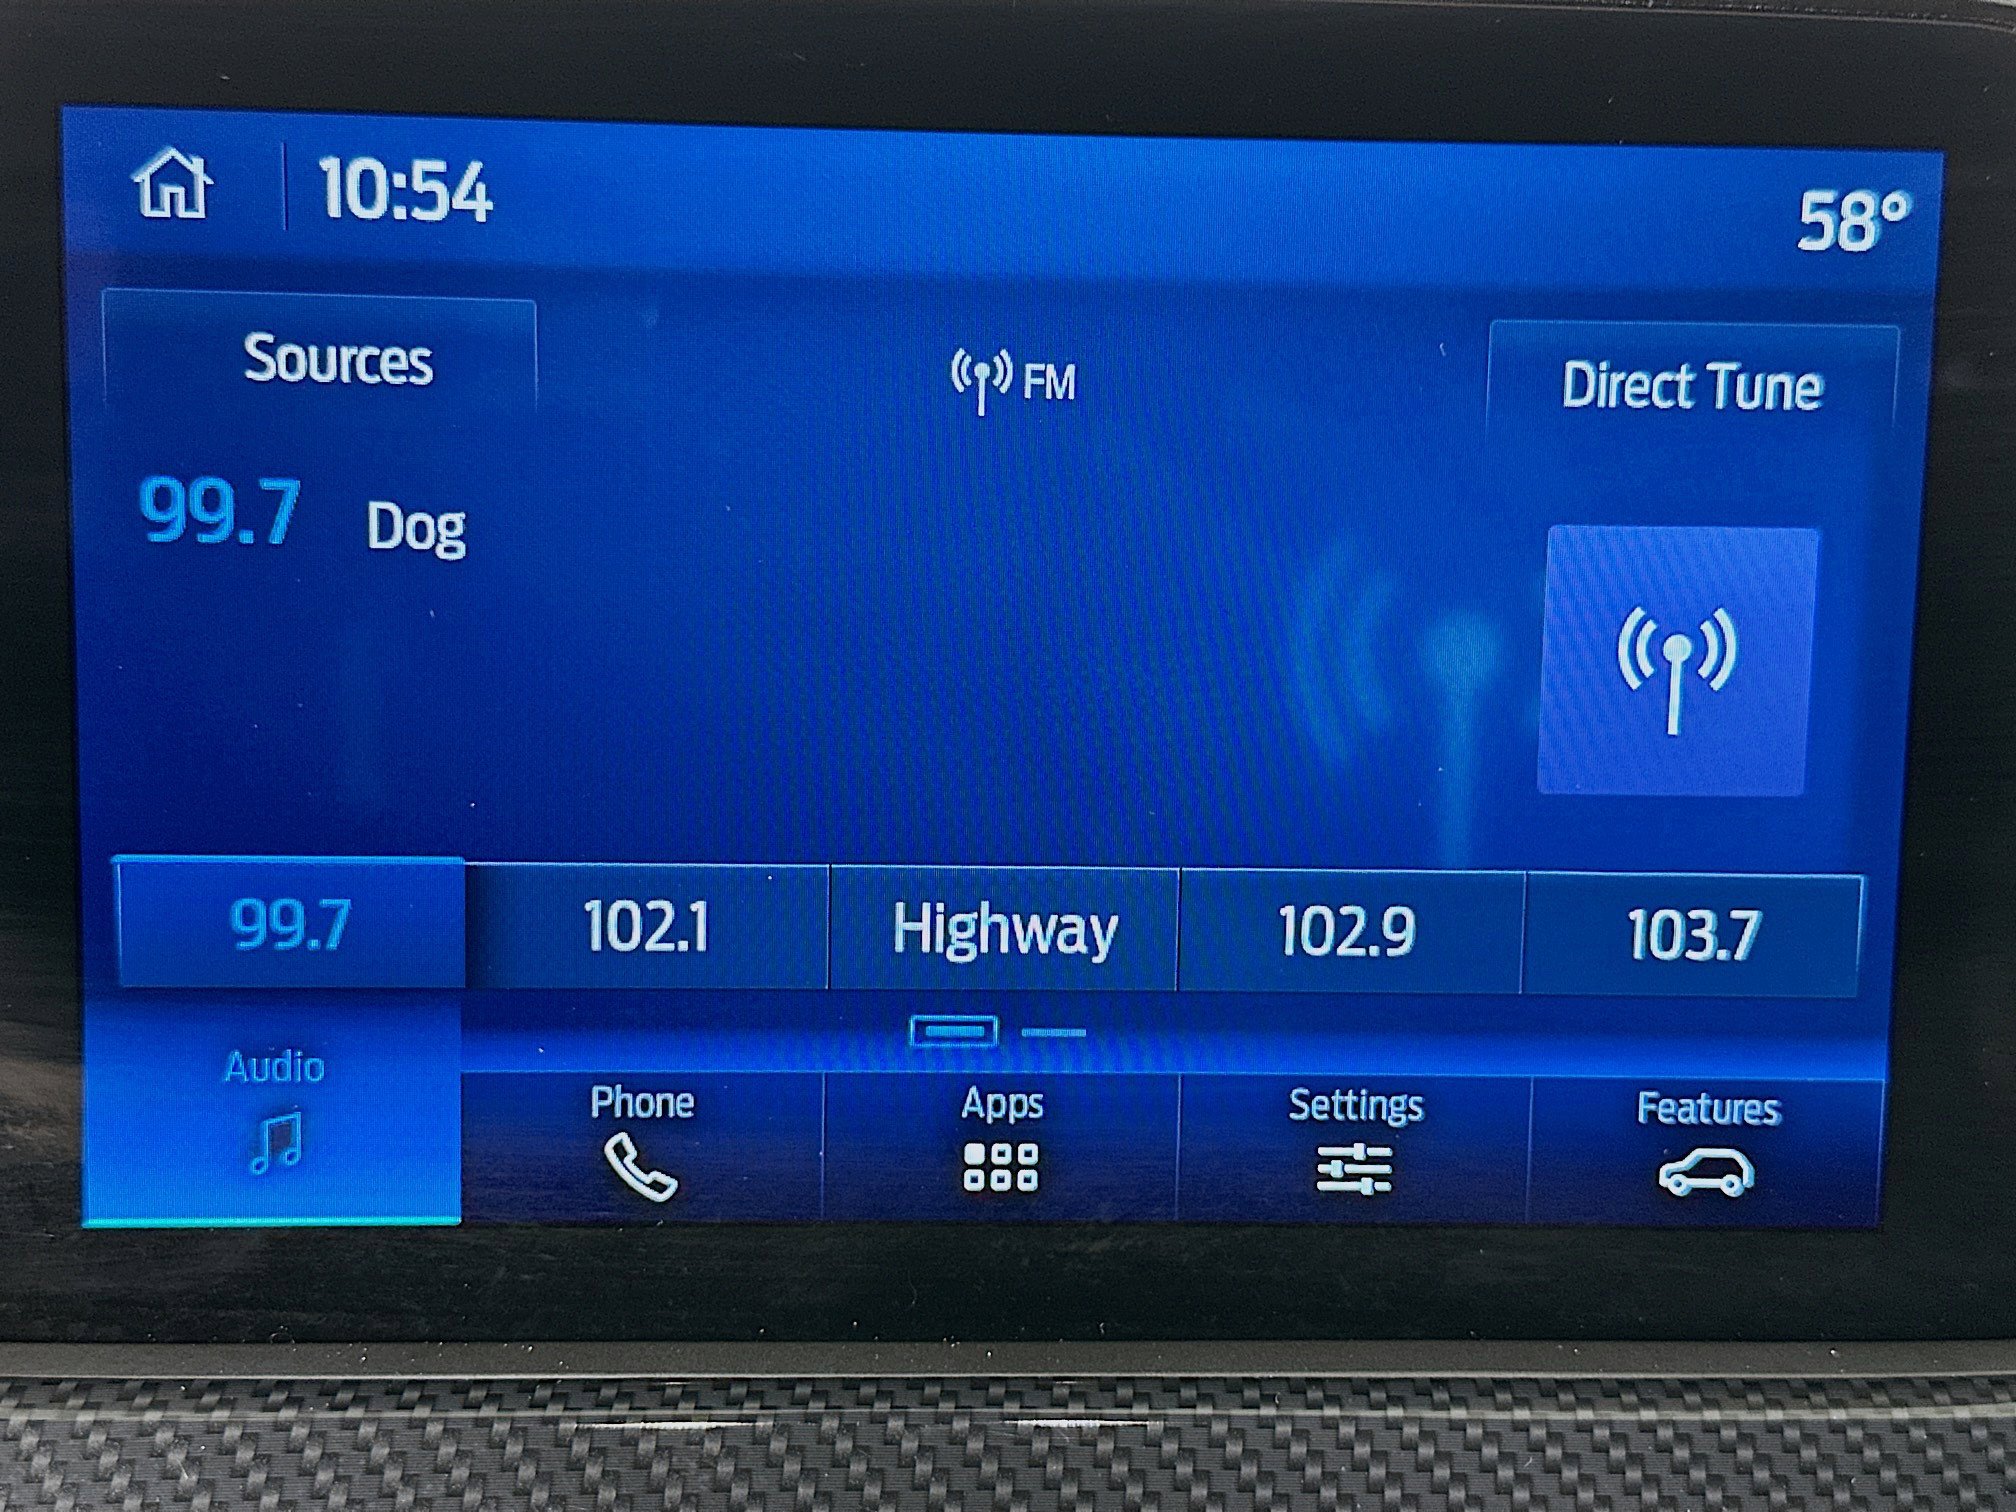 10:54
58°
Sources
FM
Direct Tune
99.7 Dog
99.7 102.1 Highway 102.9 103.7
Audio Phone Apps Settings Features